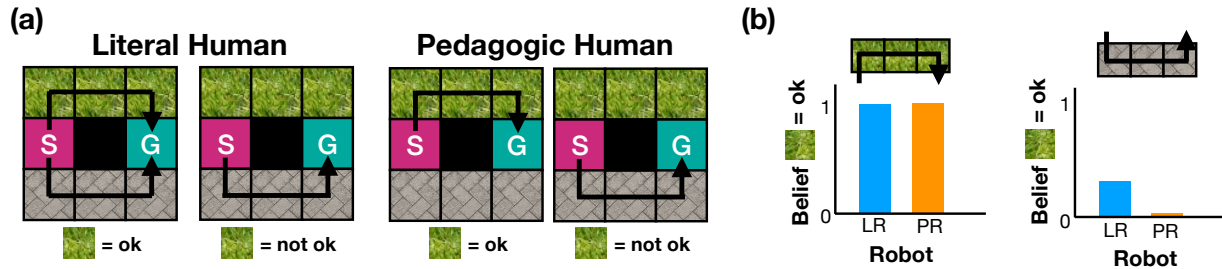 (a)
Literal Human
Pedagogic Human
S G
S G
S G
S G
= ok
= not ok
= ok
= not ok
(b)
Belief = ok
1
0
LR PR
Robot
Belief = ok
1
0
LR PR
Robot